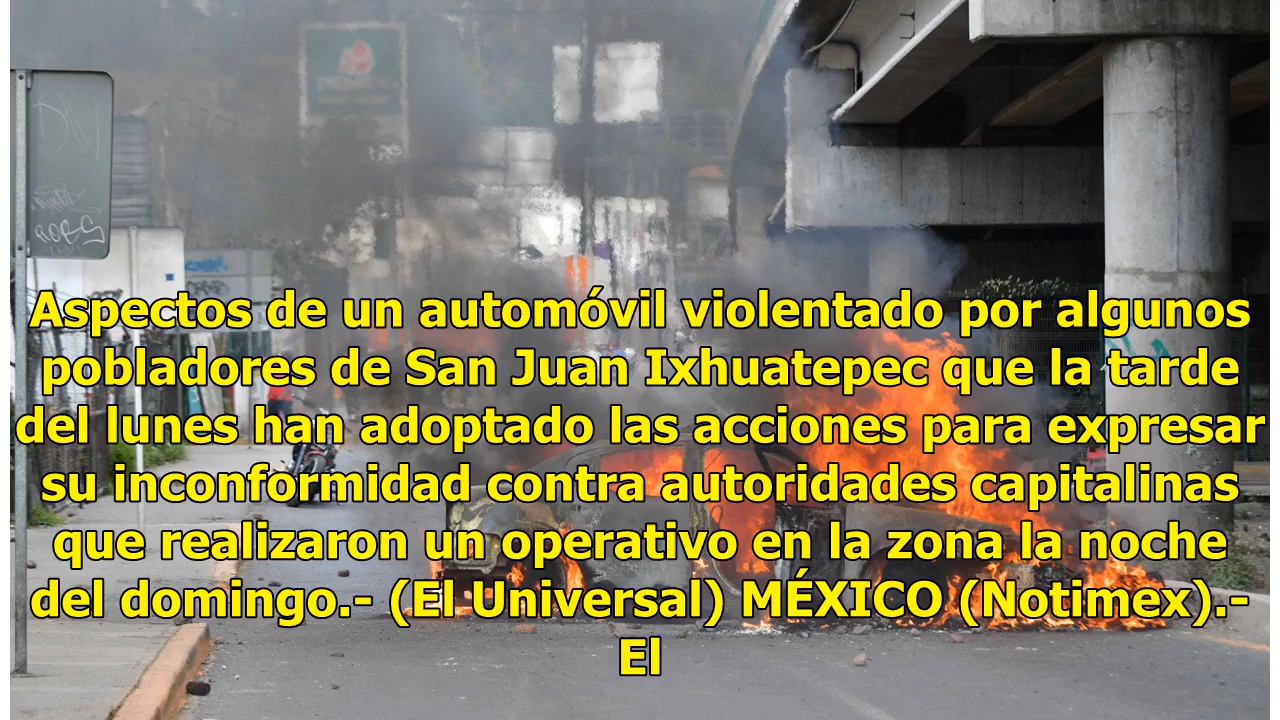 Aspectos de un automóvil violentado por algunos
pobladores de San Juan Ixhuatepec que la tarde
del lunes han adoptado las acciones para expresar
su inconformidad contra autoridades capitalinas
que realizaron un operativo en la zona la noche
del domingo.- (El Universal) MÉXICO (Notimex).-
El